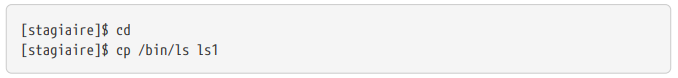 [stagiaire]$ cd
[stagiaire]$ cp /bin/ls ls1